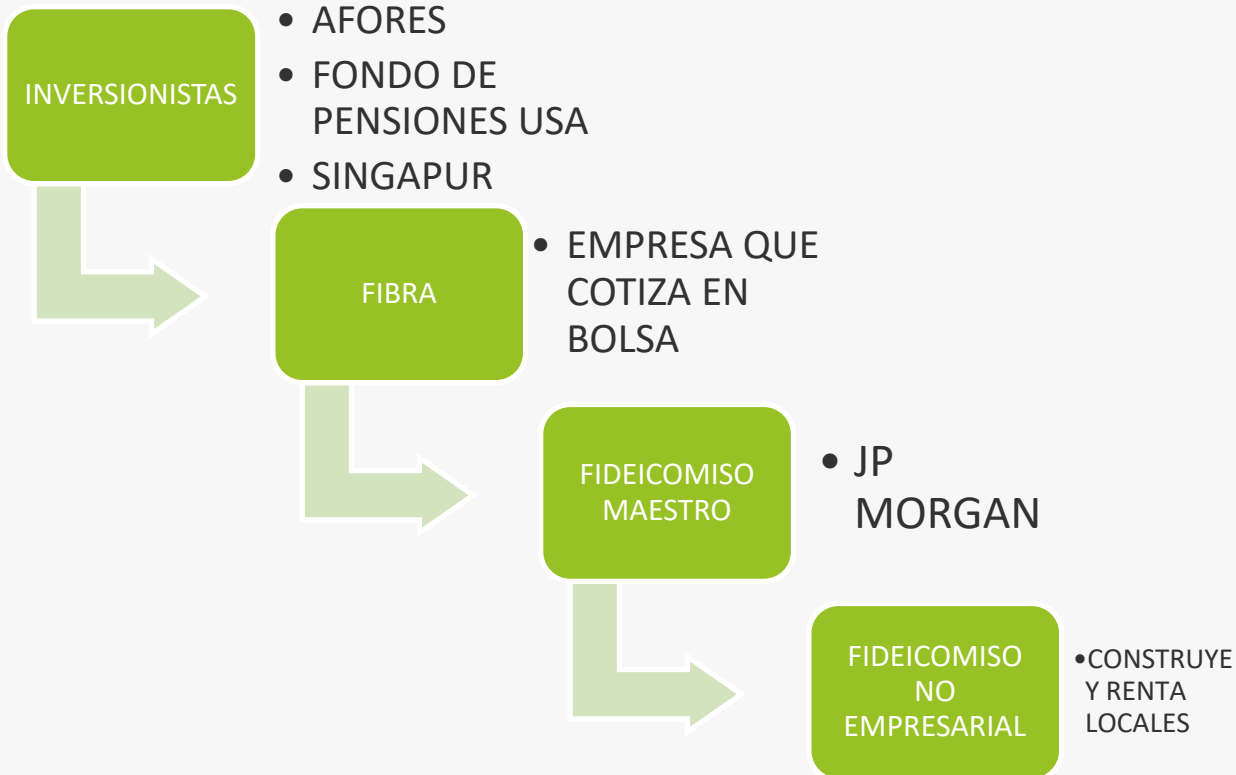 INVERSIONISTAS
• AFORES
• FONDO DE
PENSIONES USA
• SINGAPUR
FIBRA
• EMPRESA QUE
COTIZA EN
BOLSA
FIDEICOMISO
MAESTRO
• JP
MORGAN
FIDEICOMISO
NO
EMPRESARIAL
•CONSTRUYE
Y RENTA
LOCALES